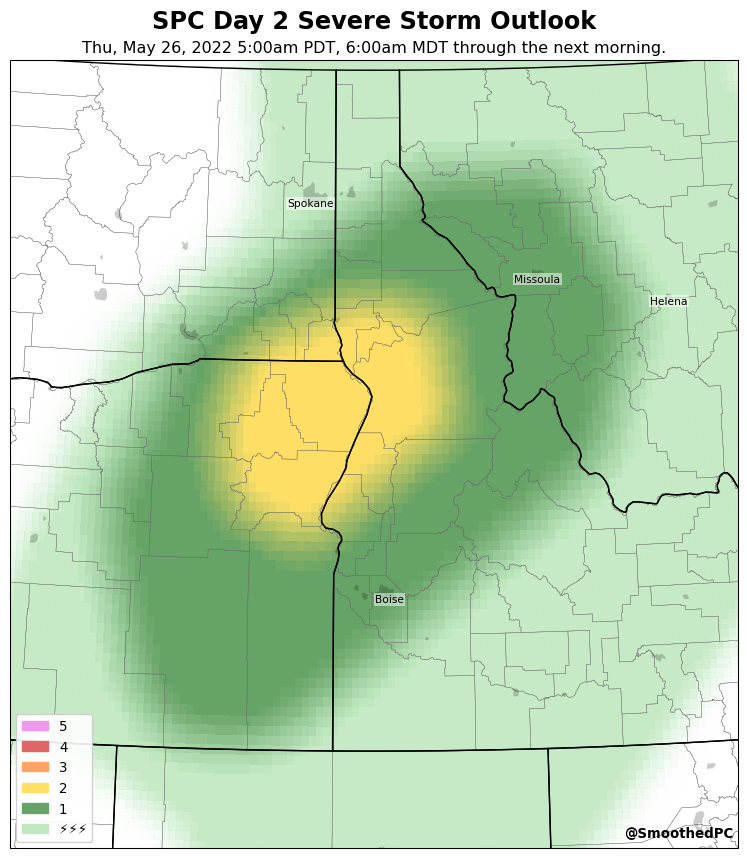 SPC Day 2 Severe Storm Outlook
Thu, May 26, 2022 5:00am PDT, 6:00am MDT through the next morning.
Spokane
Missoula
Helena
Boise
5
4
3
2
1
⚡⚡⚡
@SmoothedPC